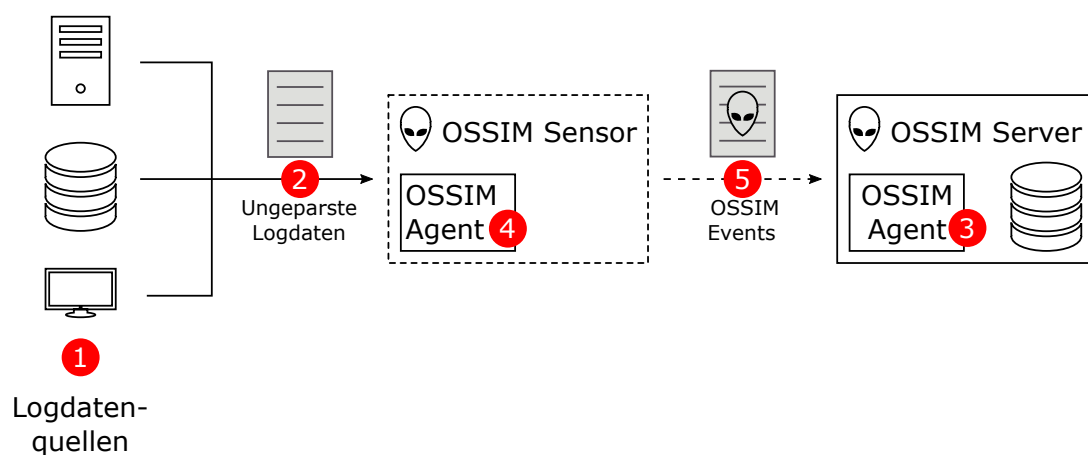 1
Logdaten-
quellen
2
Ungeparste
Logdaten
OSSIM Sensor
OSSIM
Agent 4
5
OSSIM
Events
OSSIM Server
OSSIM
Agent 3